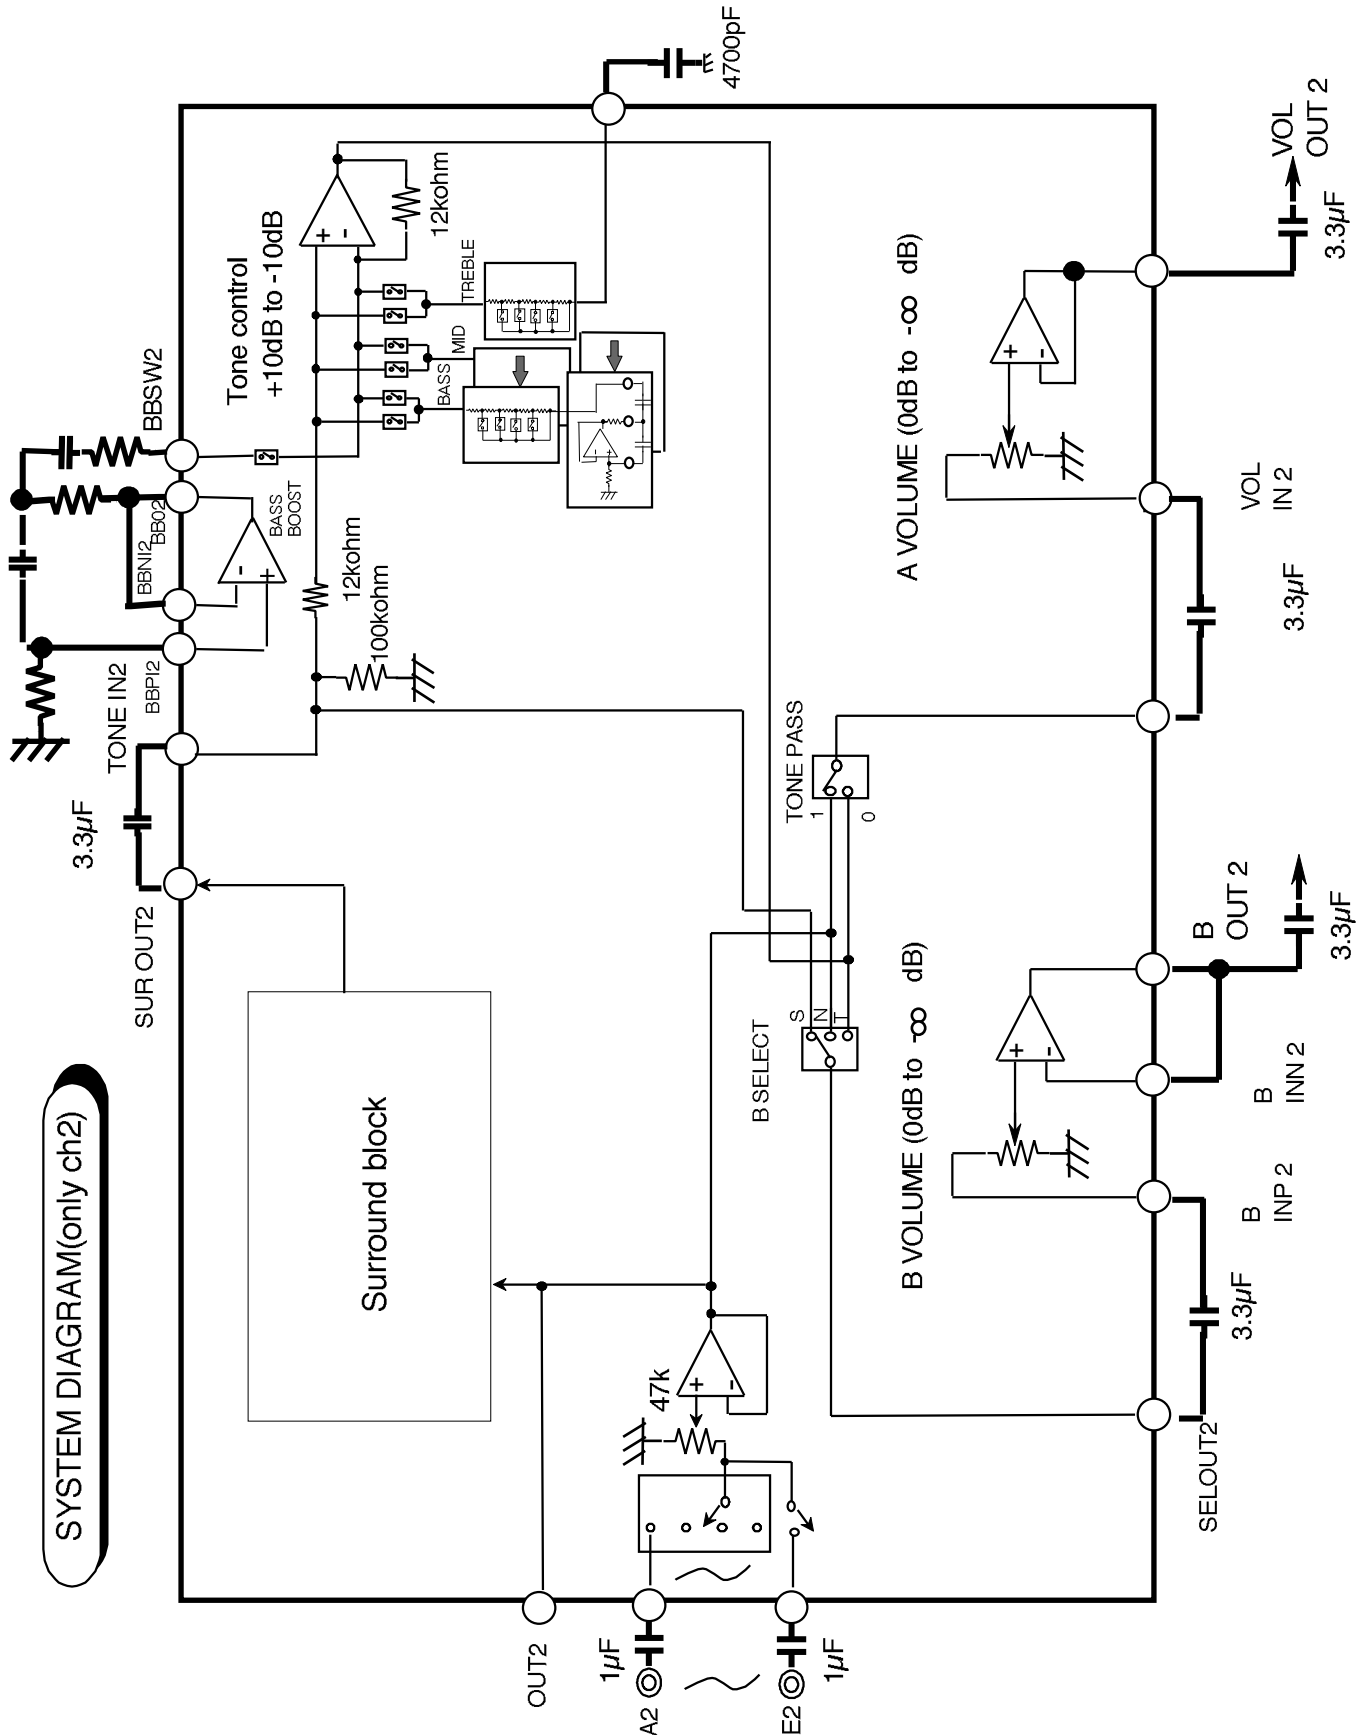 SYSTEM DIAGRAM(only ch2)
SUR OUT2
3.3µF
TONE IN2
BBPI2
BBNI2
BB02
BBSW2
4700pF
Tone control
+10dB to -10dB
+
-
12kohm
TREBLE
MID
BASS
BASS
BOOST
-
+
12kohm
100kohm
Surround block
TONE PASS
1
0
B SELECT
S
N
T
47k
+
-
OUT2
1µF
A2
E2
1µF
B VOLUME (0dB to -∞ dB)
+
-
A VOLUME (0dB to -∞ dB)
+
-
SELOUT2
3.3µF
B
INP 2
B
INN 2
B
OUT 2
3.3µF
3.3µF
VOL
IN 2
VOL
OUT 2
3.3µF